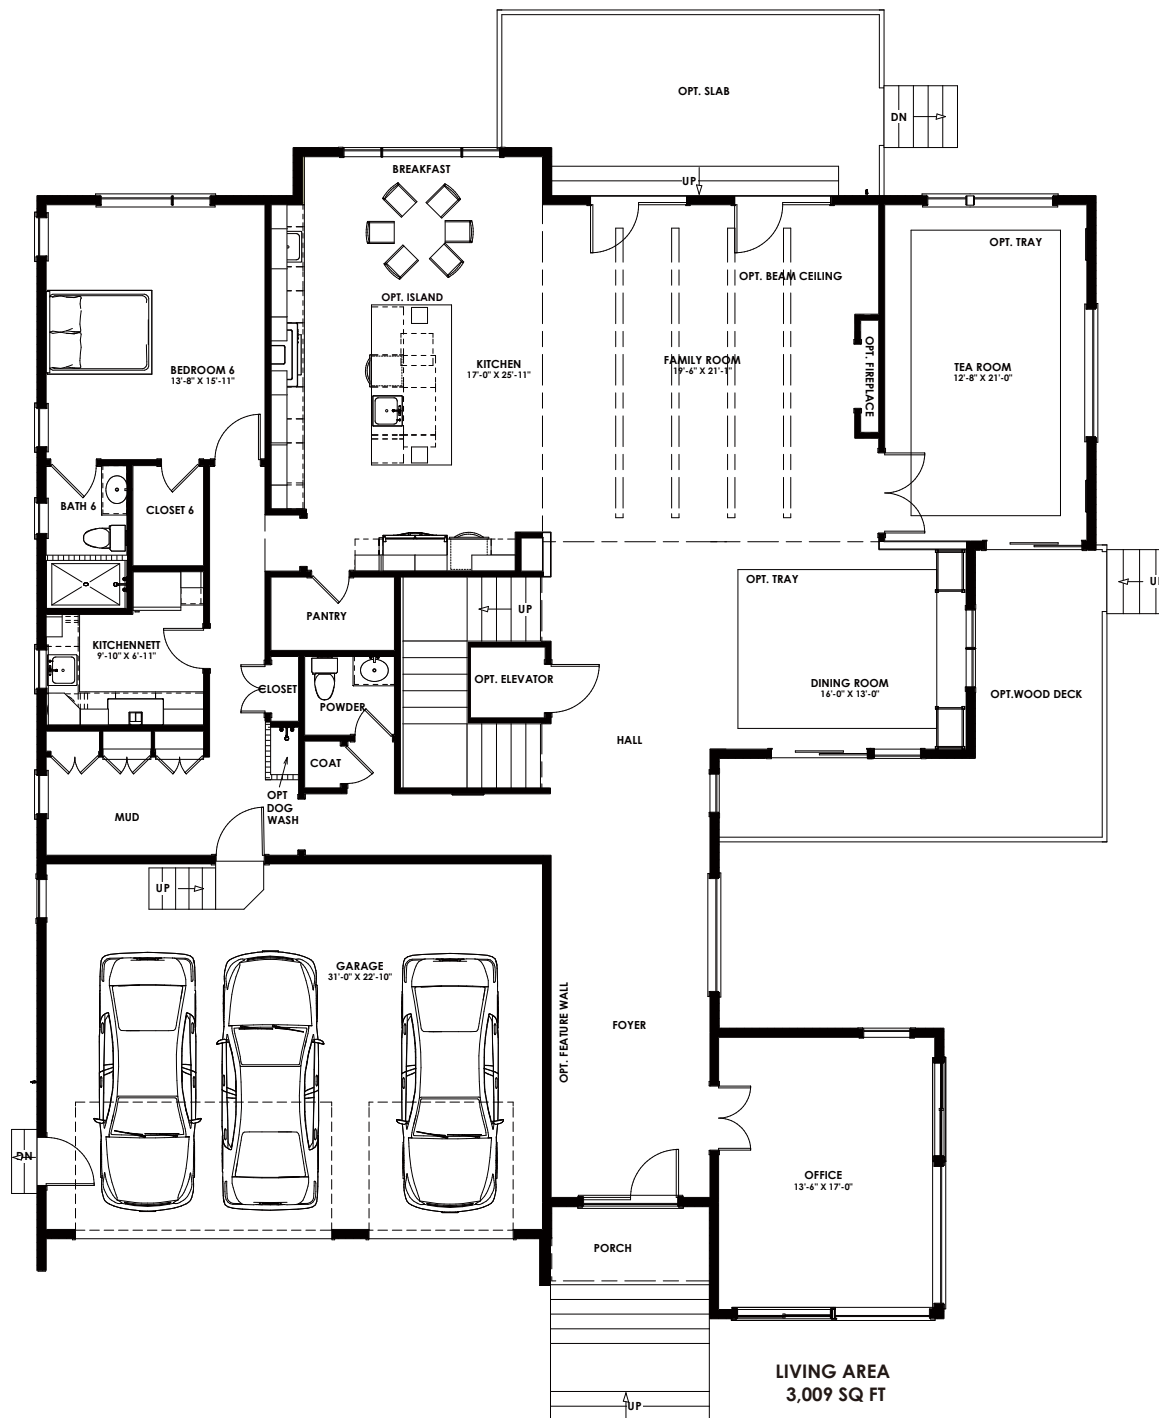 OPT. SLAB
DN
UP
BREAKFAST
OPT. TRAY
OPT. BEAM CEILING
OPT. ISLAND
BEDROOM 6
13'-8" X 15'-11"
KITCHEN
17'-0" X 25'-11"
FAMILY ROOM
19'-6" X 21'-1"
OPT. FIREPLACE
TEA ROOM
12'-8" X 21'-0"
BATH 6
CLOSET 6
OPT. TRAY
UP
UP
PANTRY
KITCHENNETT
9'-10" X 6'-11"
CLOSET
POWDER
OPT. ELEVATOR
DINING ROOM
16'-0" X 13'-0"
OPT.WOOD DECK
HALL
COAT
OPT
DOG
WASH
MUD
UP
GARAGE
31'-0" X 22'-10"
OPT. FEATURE WALL
FOYER
DN
OFFICE
13'-6" X 17'-0"
PORCH
UP
LIVING AREA
3,009 SQ FT